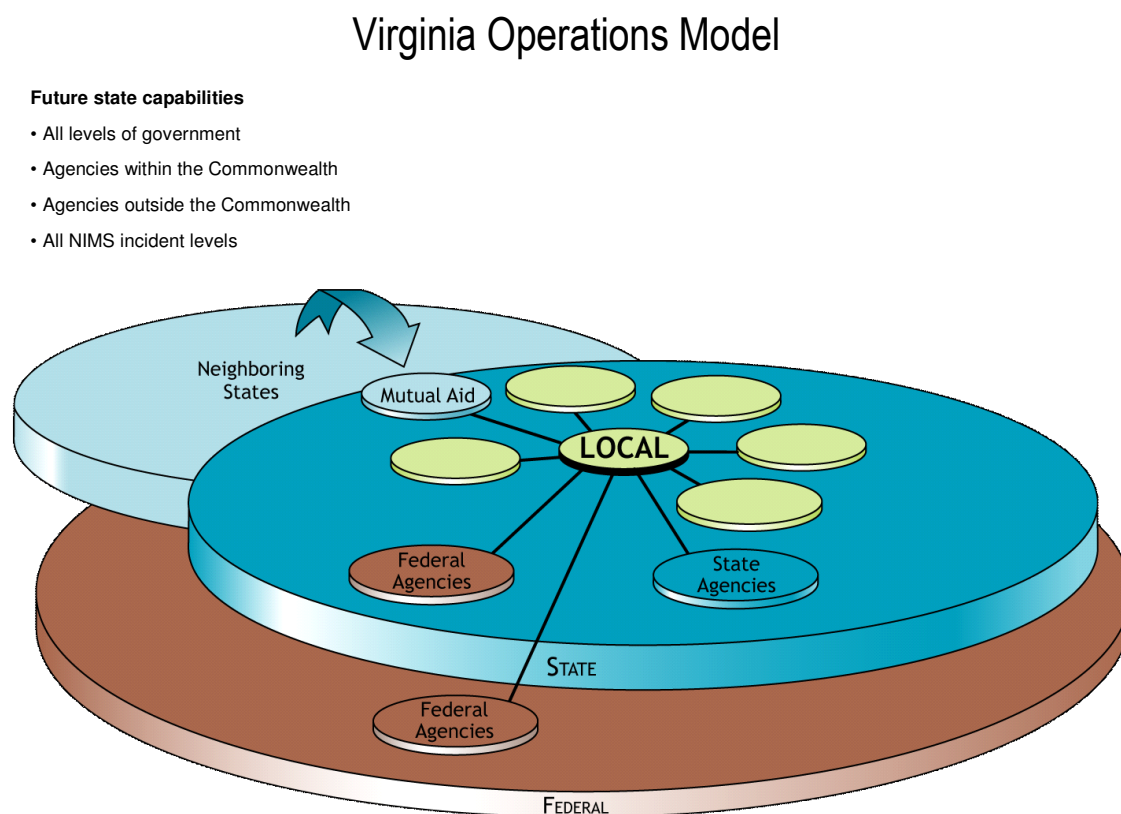 Virginia Operations Model
Future state capabilities
• All levels of government
• Agencies within the Commonwealth
• Agencies outside the Commonwealth
• All NIMS incident levels
Neighboring
States
Mutual Aid
LOCAL
Federal
Agencies
State
Agencies
STATE
Federal
Agencies
FEDERAL